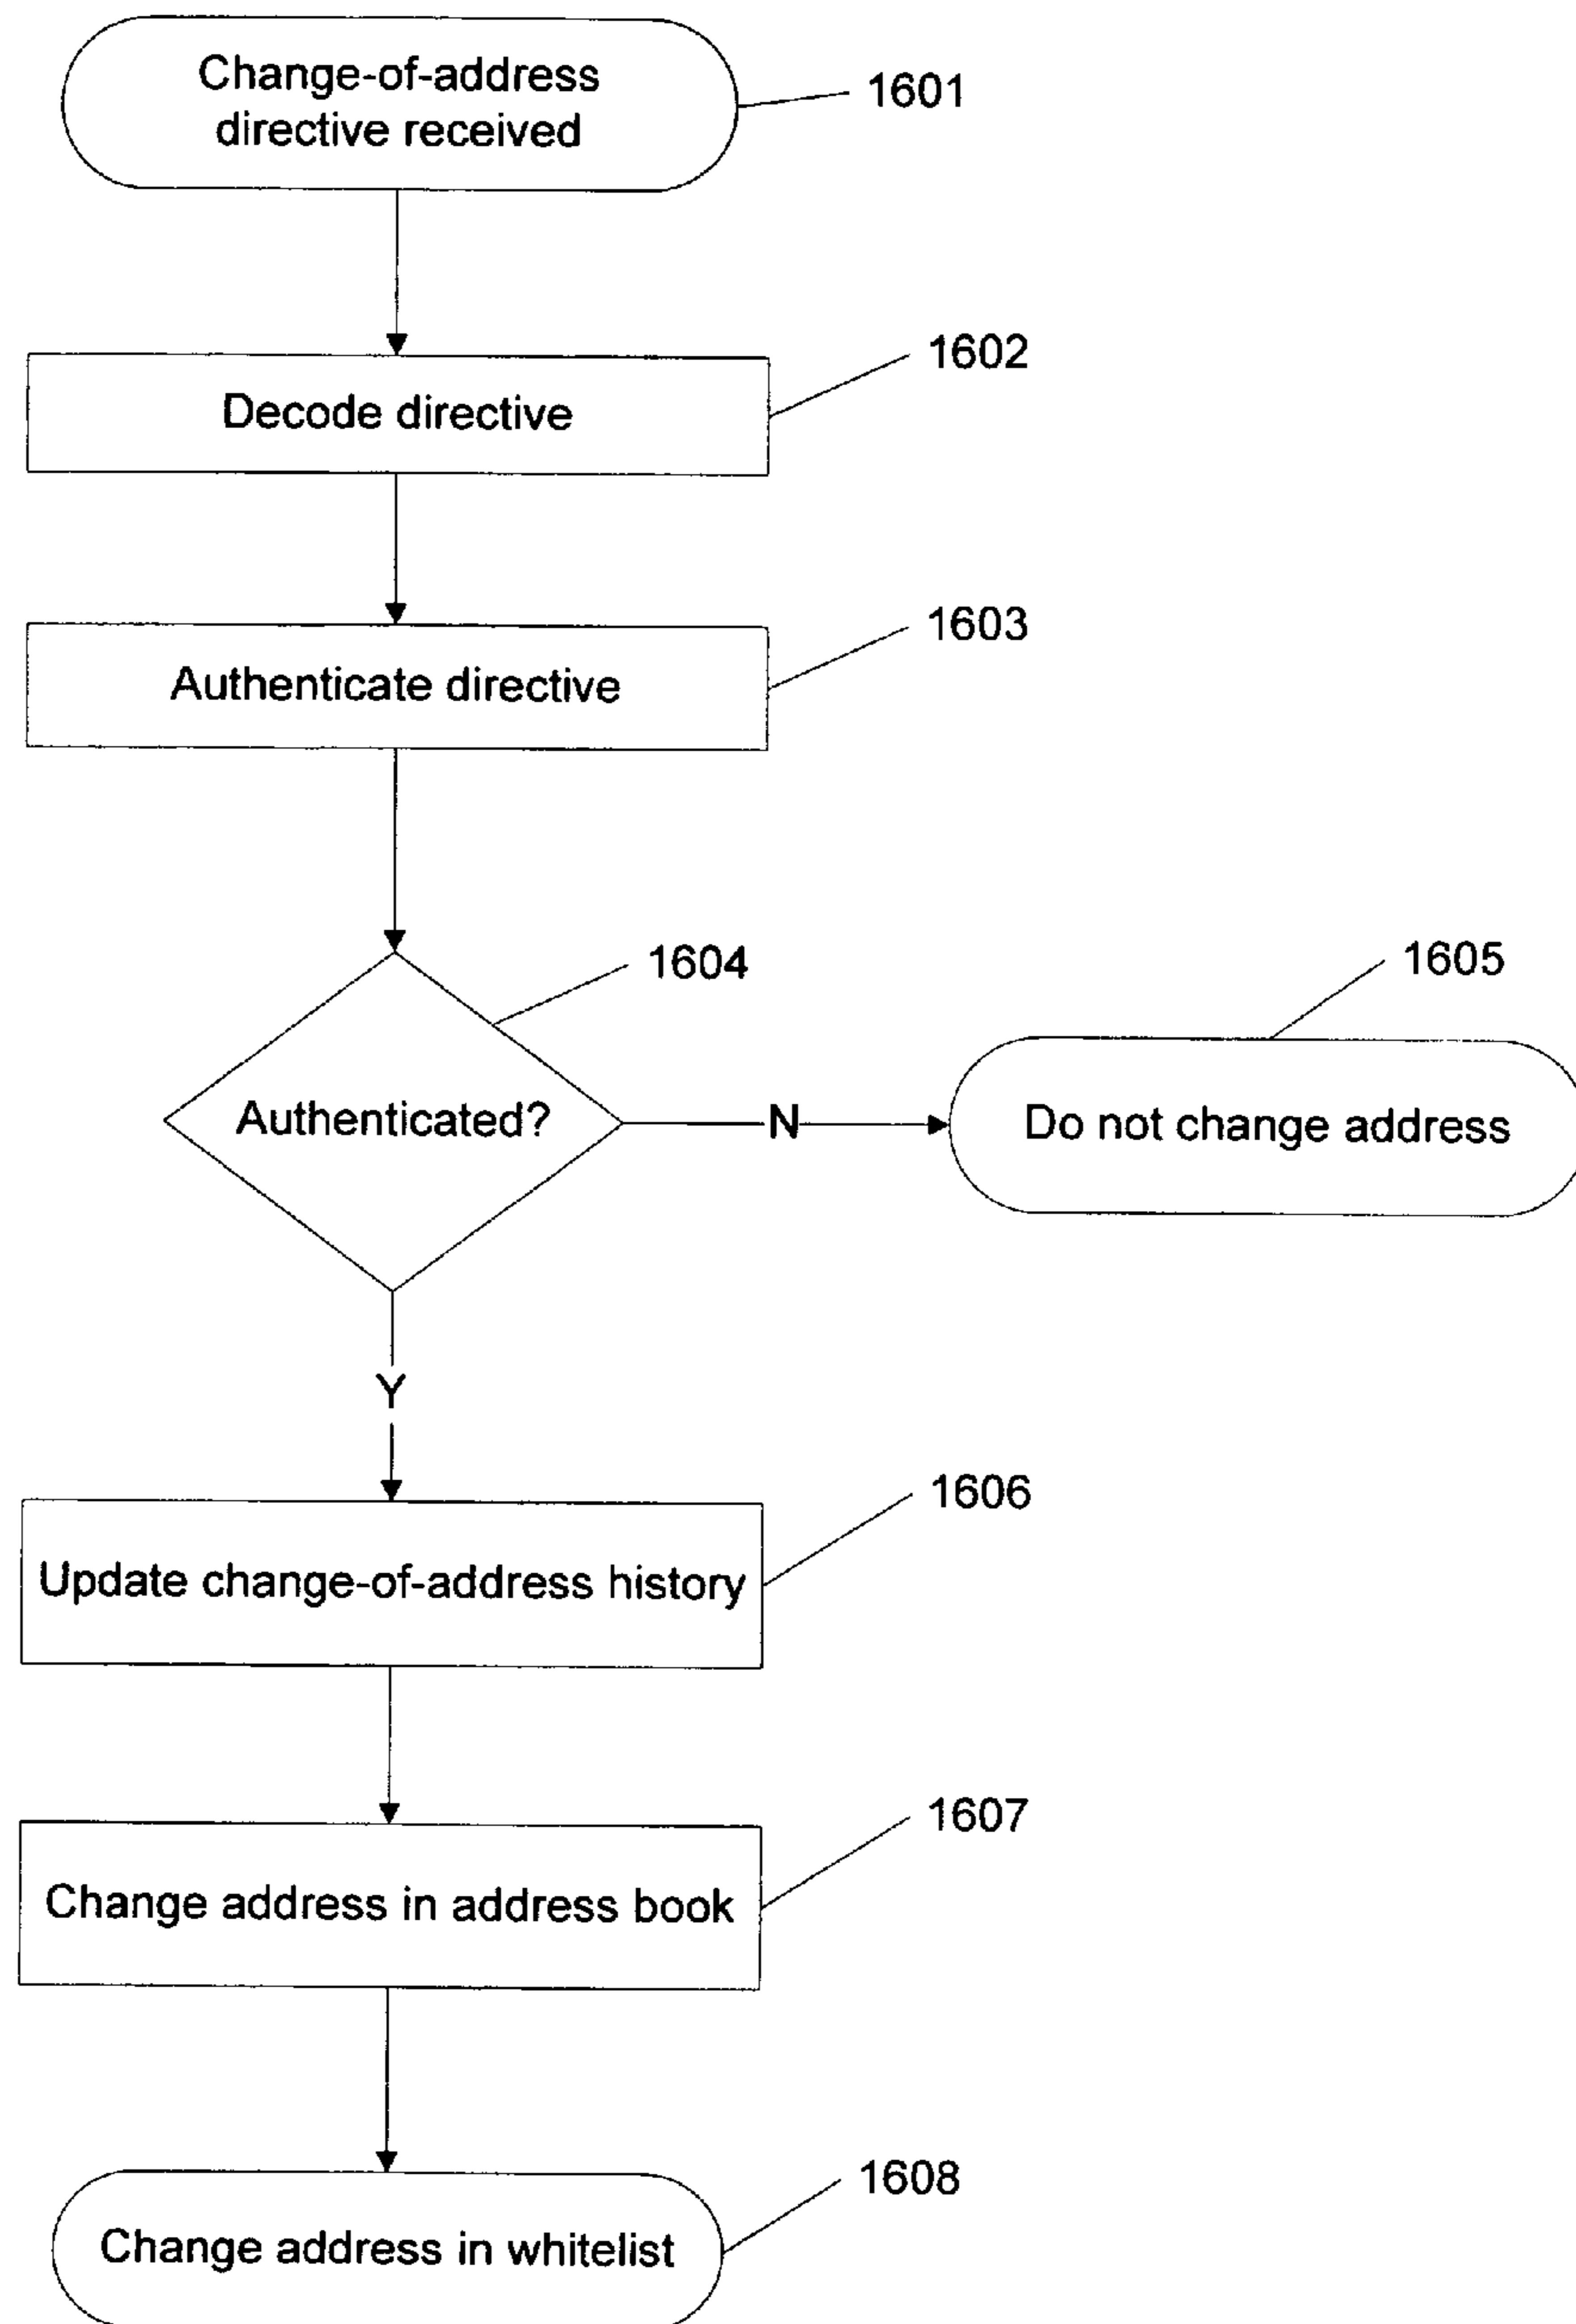 Change-of-address
directive received
1601
Decode directive
1602
Authenticate directive
1603
Authenticated?
1604
N
Do not change address
1605
Y
Update change-of-address history
1606
Change address in address book
1607
Change address in whitelist
1608